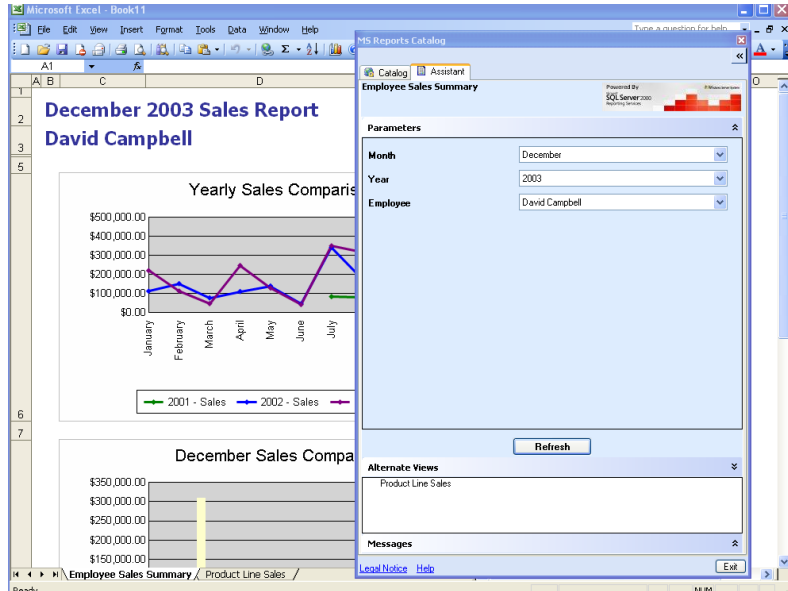 Microsoft Excel - Book11
File Edit View Insert Format Tools Data Window Help
Type a question for help
A1 fx
A B C D O
1
2
3
5
6
7
December 2003 Sales Report
David Campbell
Yearly Sales Comparis
$500,000.00
$400,000.00
$300,000.00
$200,000.00
$100,000.00
$0.00
January
February
March
April
May
June
July
2001 - Sales 2002 - Sales
December Sales Compa
$350,000.00
$300,000.00
$250,000.00
$200,000.00
$150,000.00
Employee Sales Summary Product Line Sales
Ready
NUM
MS Reports Catalog
Catalog Assistant
Employee Sales Summary
Powered By
SQL Server 2000
Reporting Services
Parameters
Month December
Year 2003
Employee David Campbell
Refresh
Alternate Views
Product Line Sales
Messages
Legal Notice Help Exit